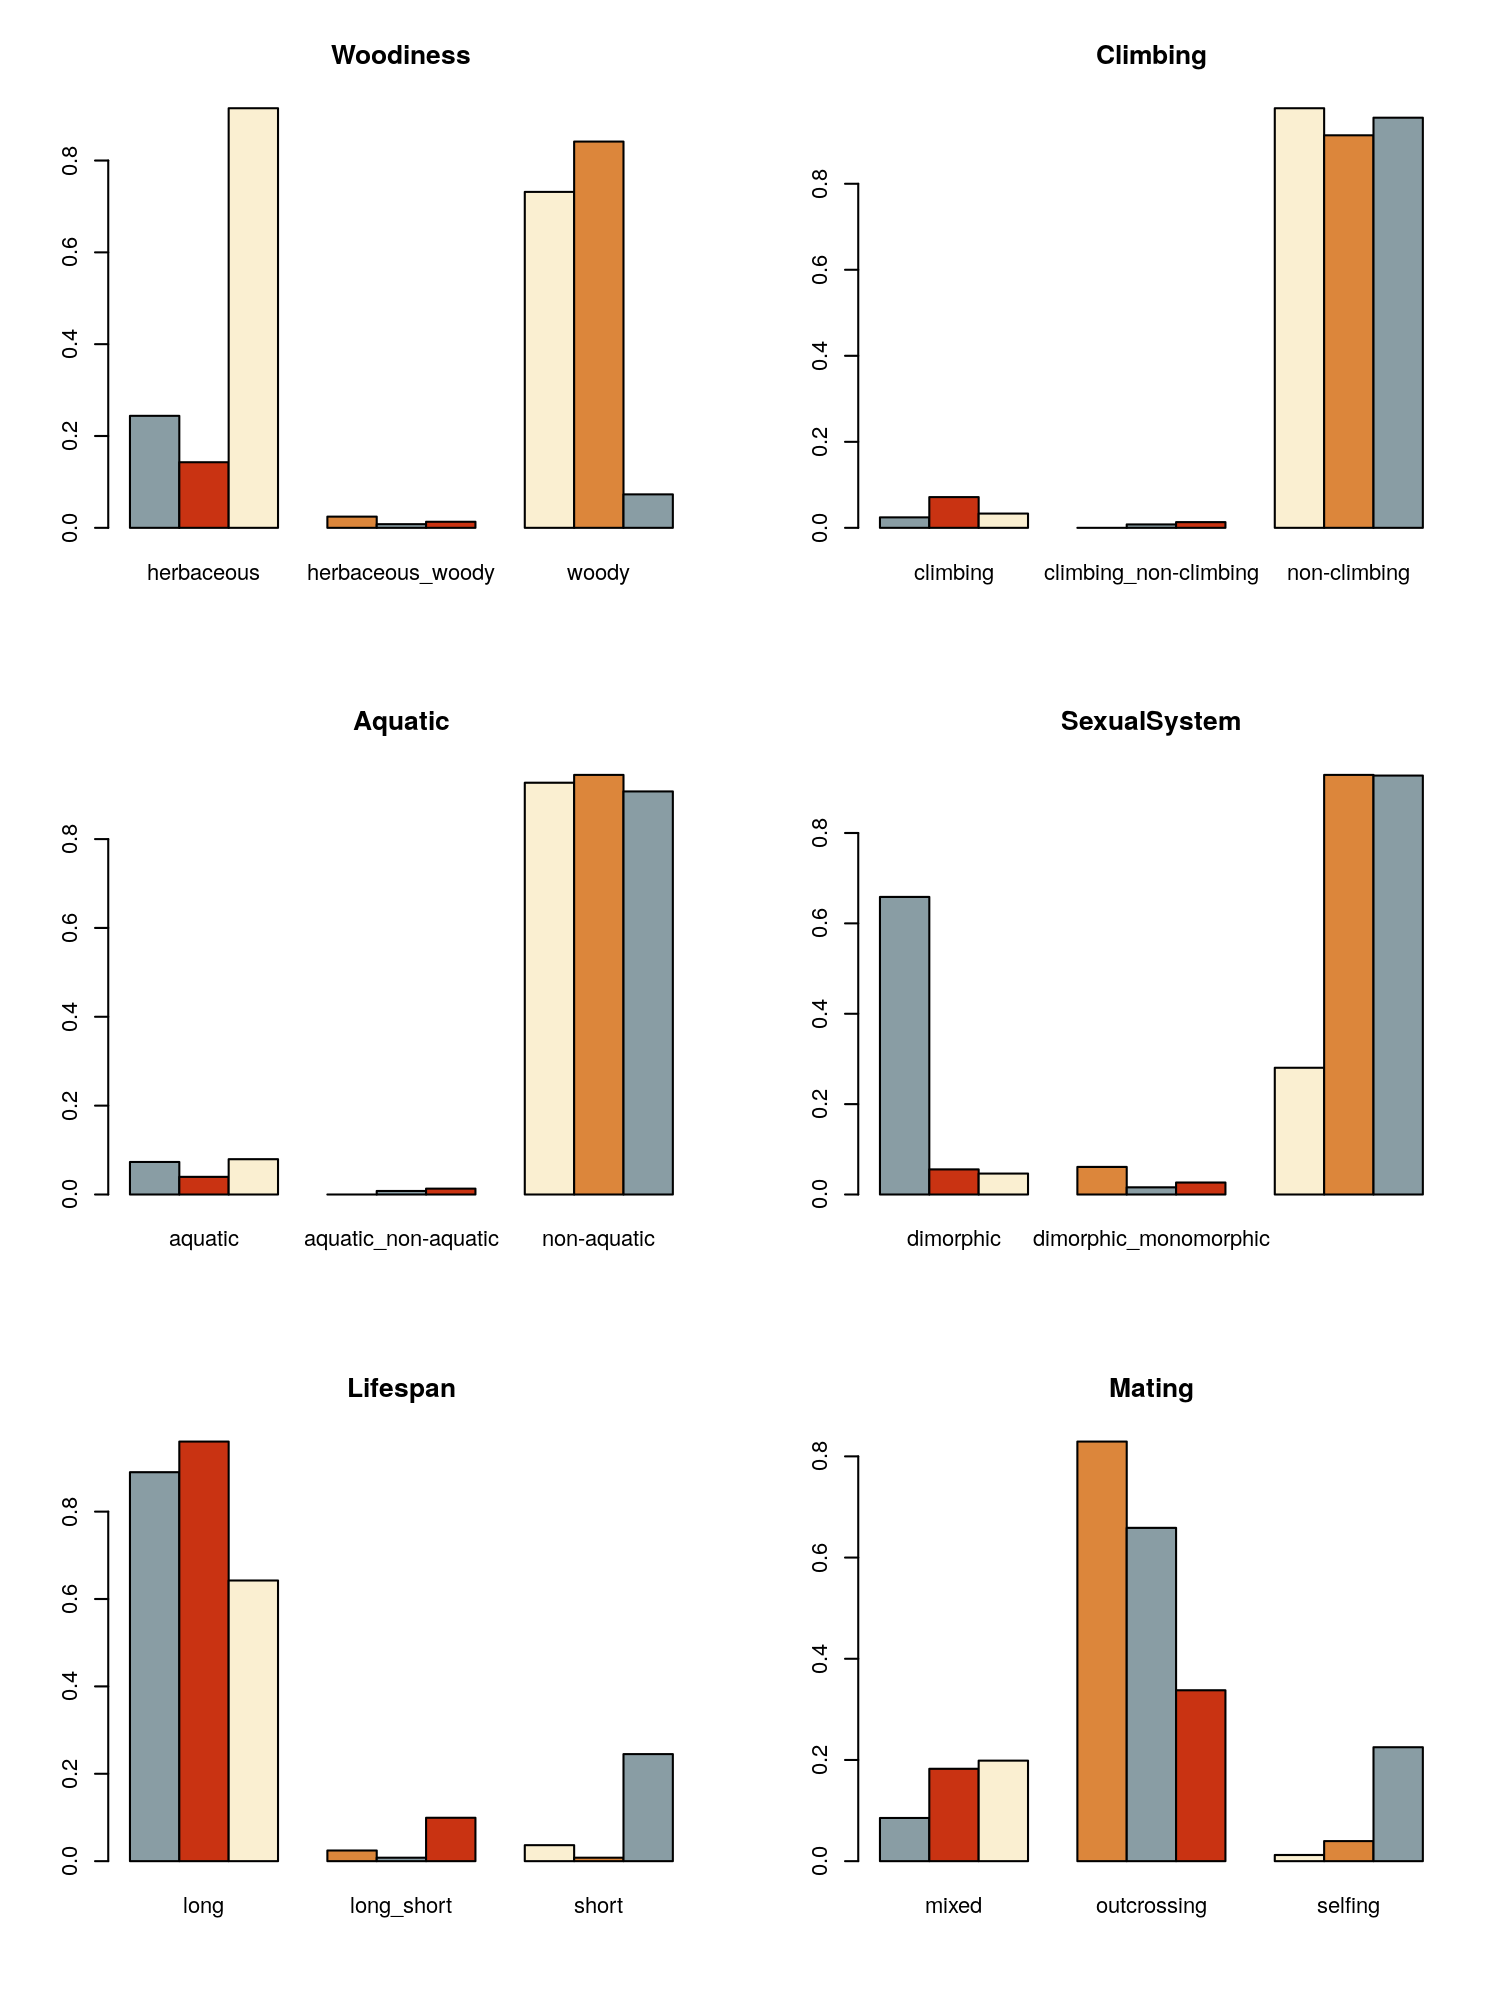 Woodiness
0.0 0.2 0.4 0.6 0.8
herbaceous herbaceous_woody woody
Climbing
0.0 0.2 0.4 0.6 0.8
climbing climbing_non-climbing non-climbing
Aquatic
0.0 0.2 0.4 0.6 0.8
aquatic aquatic_non-aquatic non-aquatic
SexualSystem
0.0 0.2 0.4 0.6 0.8
dimorphic dimorphic_monomorphic
Lifespan
0.0 0.2 0.4 0.6 0.8
long long_short short
Mating
0.0 0.2 0.4 0.6 0.8
mixed outcrossing selfing